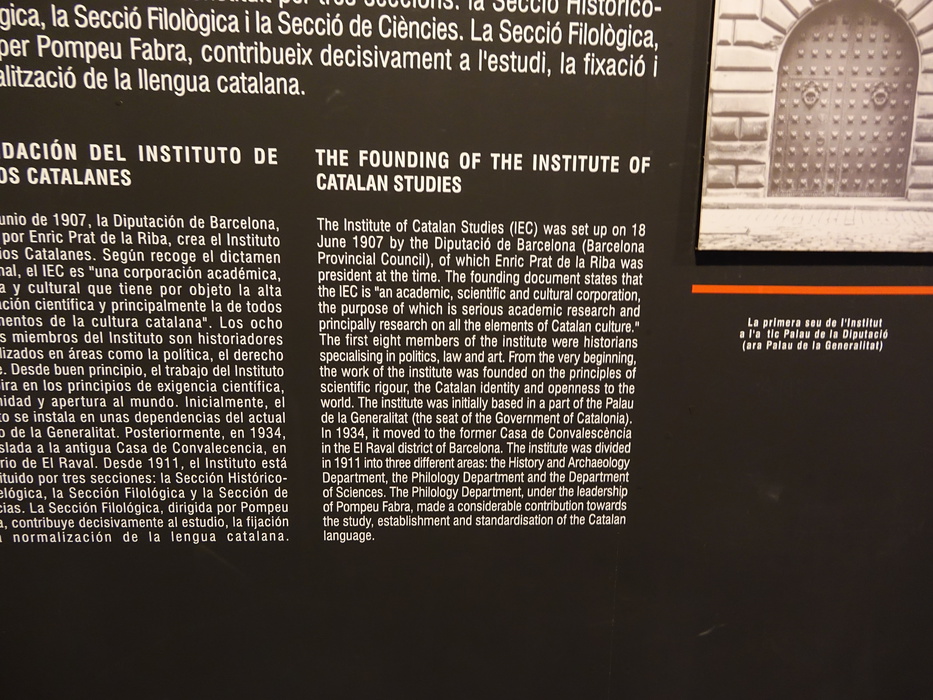 per tres seccions: la Secció Històrico-
gica, la Secció Filològica i la Secció de Ciències. La Secció Filològica,
per Pompeu Fabra, contribueix decisivament a l'estudi, la fixació i
alització de la llengua catalana.
DACIÓN DEL INSTITUTO DE
OS CATALANES
unio de 1907, la Diputación de Barcelona,
por Enric Prat de la Riba, crea el Instituto
ios Catalanes. Según recoge el dictamen
nal, el IEC es "una corporación académica,
a y cultural que tiene por objeto la alta
ación científica y principalmente la de todos
mentos de la cultura catalana". Los ocho
s miembros del Instituto son historiadores
lizados en áreas como la política, el derecho
e. Desde buen principio, el trabajo del Instituto
ira en los principios de exigencia científica,
nidad y apertura al mundo. Inicialmente, el
to se instala en unas dependencias del actual
o de la Generalitat. Posteriormente, en 1934,
slada a la antigua Casa de Convalecencia, en
rio de El Raval. Desde 1911, el Instituto está
tituido por tres secciones: la Sección Histórico-
eológica, la Sección Filológica y la Sección de
cias. La Sección Filológica, dirigida por Pompeu
a, contribuye decisivamente al estudio, la fijación
normalización de la lengua catalana.
THE FOUNDING OF THE INSTITUTE OF
CATALAN STUDIES
The Institute of Catalan Studies (IEC) was set up on 18
June 1907 by the Diputació de Barcelona (Barcelona
Provincial Council), of which Enric Prat de la Riba was
president at the time. The founding document states that
the IEC is "an academic, scientific and cultural corporation,
the purpose of which is serious academic research and
principally research on all the elements of Catalan culture."
The first eight members of the institute were historians
specialising in politics, law and art. From the very beginning,
the work of the institute was founded on the principles of
scientific rigour, the Catalan identity and openness to the
world. The institute was initially based in a part of the Palau
de la Generalitat (the seat of the Government of Catalonia).
In 1934, it moved to the former Casa de Convalescència
in the El Raval district of Barcelona. The institute was divided
in 1911 into three different areas: the History and Archaeology
Department, the Philology Department and the Department
of Sciences. The Philology Department, under the leadership
of Pompeu Fabra, made a considerable contribution towards
the study, establishment and standardisation of the Catalan
language.
La primera seu de l'Institut
a l'a tic Palau de la Diputació
(ara Palau de la Generalitat)